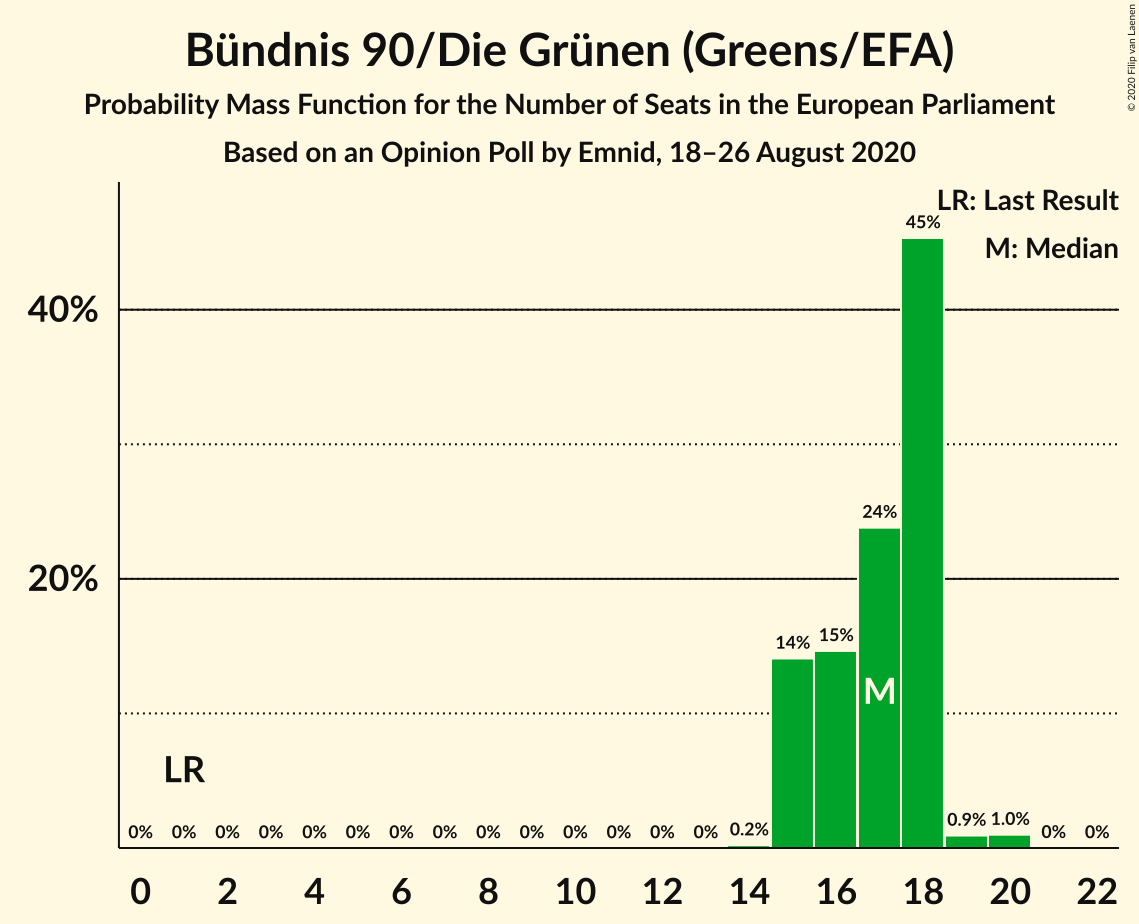 Bündnis 90/Die Grünen (Greens/EFA)
Probability Mass Function for the Number of Seats in the European Parliament
Based on an Opinion Poll by Emnid, 18–26 August 2020
© 2020 Filip van Laenen
LR: Last Result
M: Median
45%
40%
24%
20%
14% 15%
M
LR
0% 0% 0% 0% 0% 0% 0% 0% 0% 0% 0% 0% 0% 0% 0.2% 0.9% 1.0% 0% 0%
0 2 4 6 8 10 12 14 16 18 20 22